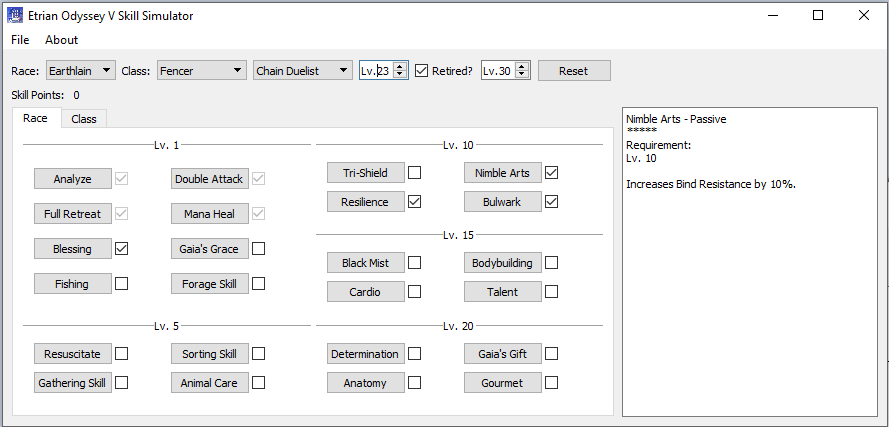 Etrian Odyssey V Skill Simulator
File About
Race: Earthlain Class: Fencer Chain Duelist Lv.23 Retired? Lv.30 Reset
Skill Points: 0
Race Class
Lv. 1
Analyze Double Attack
Full Retreat Mana Heal
Blessing Gaia's Grace
Fishing Forage Skill
Lv. 5
Resuscitate Sorting Skill
Gathering Skill Animal Care
Lv. 10
Tri-Shield Nimble Arts
Resilience Bulwark
Lv. 15
Black Mist Bodybuilding
Cardio Talent
Lv. 20
Determination Gaia's Gift
Anatomy Gourmet
Nimble Arts - Passive
*****
Requirement:
Lv. 10
Increases Bind Resistance by 10%.